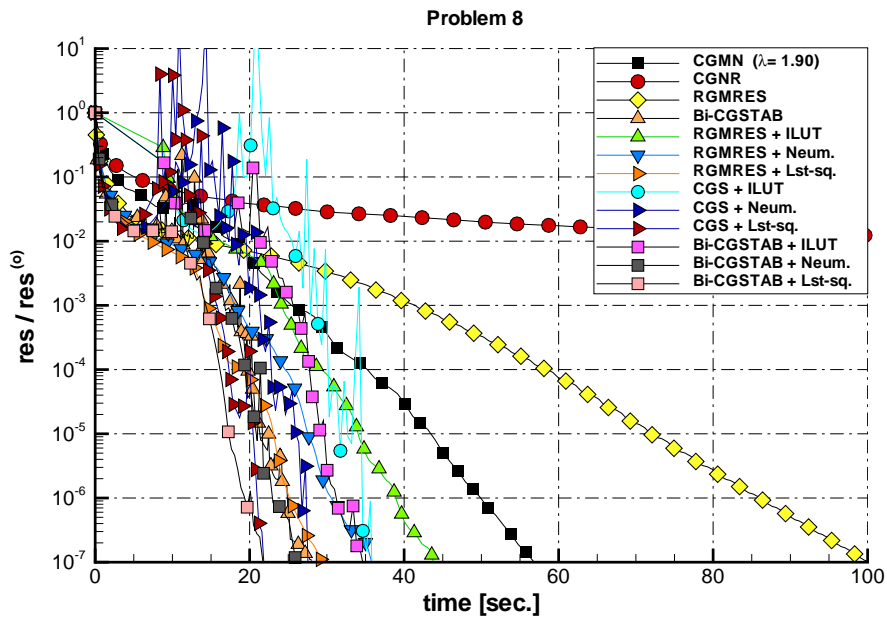 Problem 8
res / res⁽ᵒ⁾
10¹
10⁰
10⁻¹
10⁻²
10⁻³
10⁻⁴
10⁻⁵
10⁻⁶
10⁻⁷
0
20
40
60
80
100
time [sec.]
CGMN (λ= 1.90)
CGNR
RGMRES
Bi-CGSTAB
RGMRES + ILUT
RGMRES + Neum.
RGMRES + Lst-sq.
CGS + ILUT
CGS + Neum.
CGS + Lst-sq.
Bi-CGSTAB + ILUT
Bi-CGSTAB + Neum.
Bi-CGSTAB + Lst-sq.